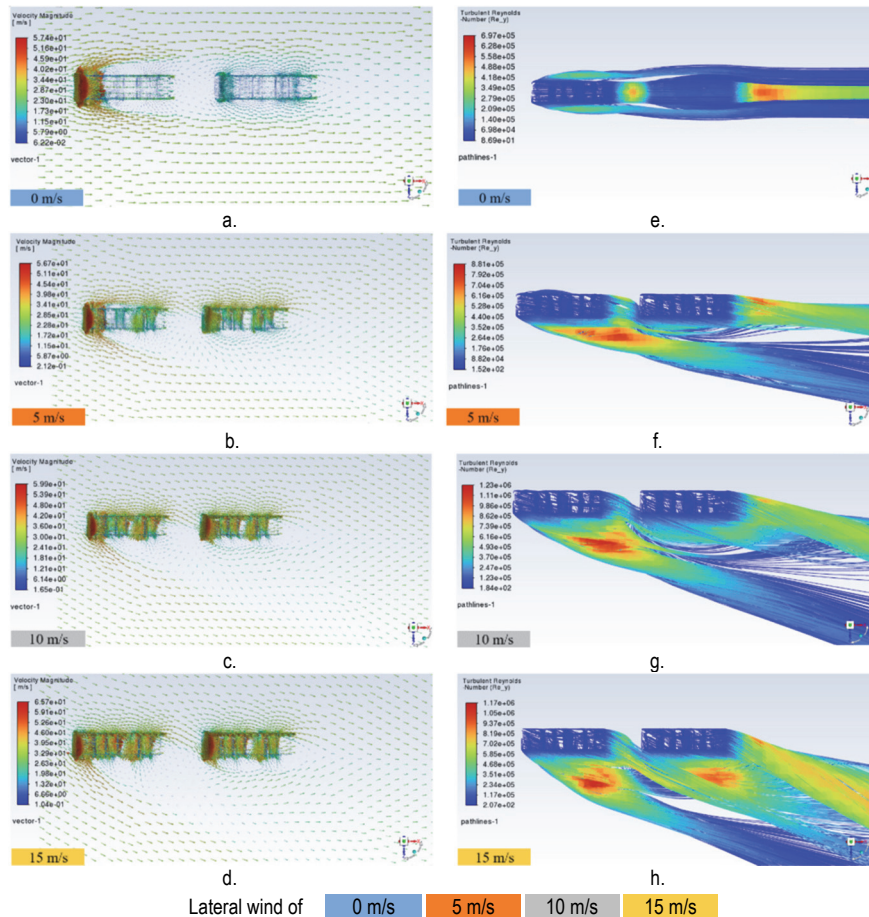 Velocity Magnitude
[ m/s ]
5.74e+01
5.16e+01
4.59e+01
4.02e+01
3.44e+01
2.87e+01
2.30e+01
1.72e+01
1.15e+01
5.79e+00
6.22e-02
vector-1
0 m/s
a.
Turbulent Reynolds
-Number (Re_y)
6.97e+05
6.28e+05
5.58e+05
4.88e+05
4.18e+05
3.49e+05
2.79e+05
2.09e+05
1.40e+05
6.98e+04
8.69e+01
pathlines-1
0 m/s
e.
Velocity Magnitude
[ m/s ]
5.67e+01
5.11e+01
4.54e+01
3.98e+01
3.41e+01
2.85e+01
2.28e+01
1.72e+01
1.15e+01
5.87e+00
2.12e-01
vector-1
5 m/s
b.
Turbulent Reynolds
-Number (Re_y)
8.81e+05
7.92e+05
7.04e+05
6.16e+05
5.28e+05
4.40e+05
3.52e+05
2.64e+05
1.76e+05
8.82e+04
1.52e+02
pathlines-1
5 m/s
f.
Velocity Magnitude
[ m/s ]
5.99e+01
5.39e+01
4.80e+01
4.20e+01
3.60e+01
3.00e+01
2.41e+01
1.81e+01
1.21e+01
6.14e+00
1.65e-01
vector-1
10 m/s
c.
Turbulent Reynolds
-Number (Re_y)
1.23e+06
1.11e+06
9.86e+05
8.62e+05
7.39e+05
6.16e+05
4.93e+05
3.70e+05
2.47e+05
1.23e+05
1.84e+02
pathlines-1
10 m/s
g.
Velocity Magnitude
[ m/s ]
6.57e+01
5.91e+01
5.26e+01
4.60e+01
3.95e+01
3.29e+01
2.63e+01
1.98e+01
1.32e+01
6.66e+00
1.04e-01
vector-1
15 m/s
d.
Turbulent Reynolds
-Number (Re_y)
1.17e+06
1.05e+06
9.37e+05
8.19e+05
7.02e+05
5.85e+05
4.68e+05
3.51e+05
2.34e+05
1.17e+05
2.07e+02
pathlines-1
15 m/s
h.
Lateral wind of 0 m/s 5 m/s 10 m/s 15 m/s